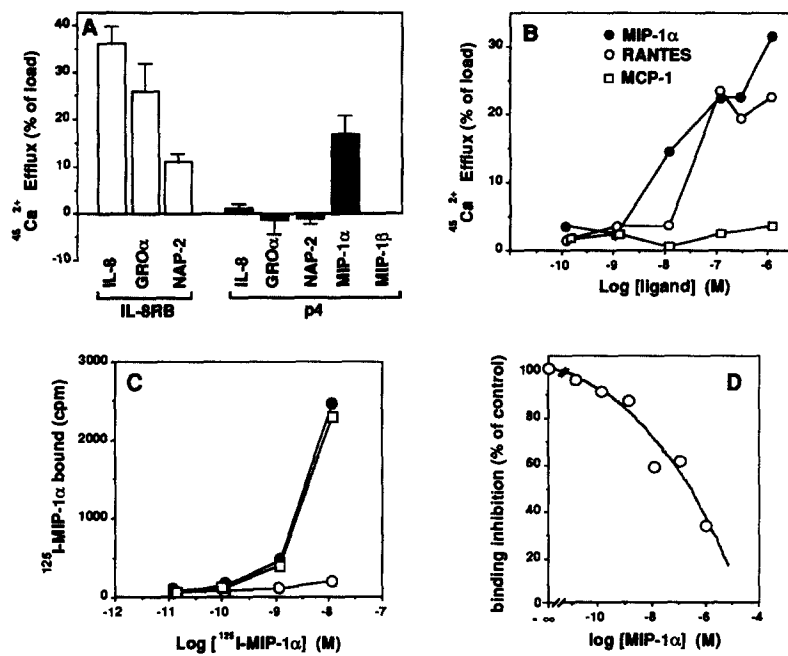 A
⁴⁵Ca²⁺ Efflux (% of load)
40
30
20
10
0
-10
IL-8
GROα
NAP-2
IL-8
GROα
NAP-2
MIP-1α
MIP-1β
IL-8RB
p4
B
MIP-1α
RANTES
MCP-1
⁴⁵Ca²⁺ Efflux (% of load)
30
20
10
0
-10
-9
-8
-7
-6
Log [ligand] (M)
C
¹²⁵I-MIP-1α bound (cpm)
3000
2000
1000
0
-12
-11
-10
-9
-8
-7
Log [¹²⁵I-MIP-1α] (M)
D
binding inhibition (% of control)
100
80
60
40
20
0
- ∞
-10
-8
-6
-4
log [MIP-1α] (M)